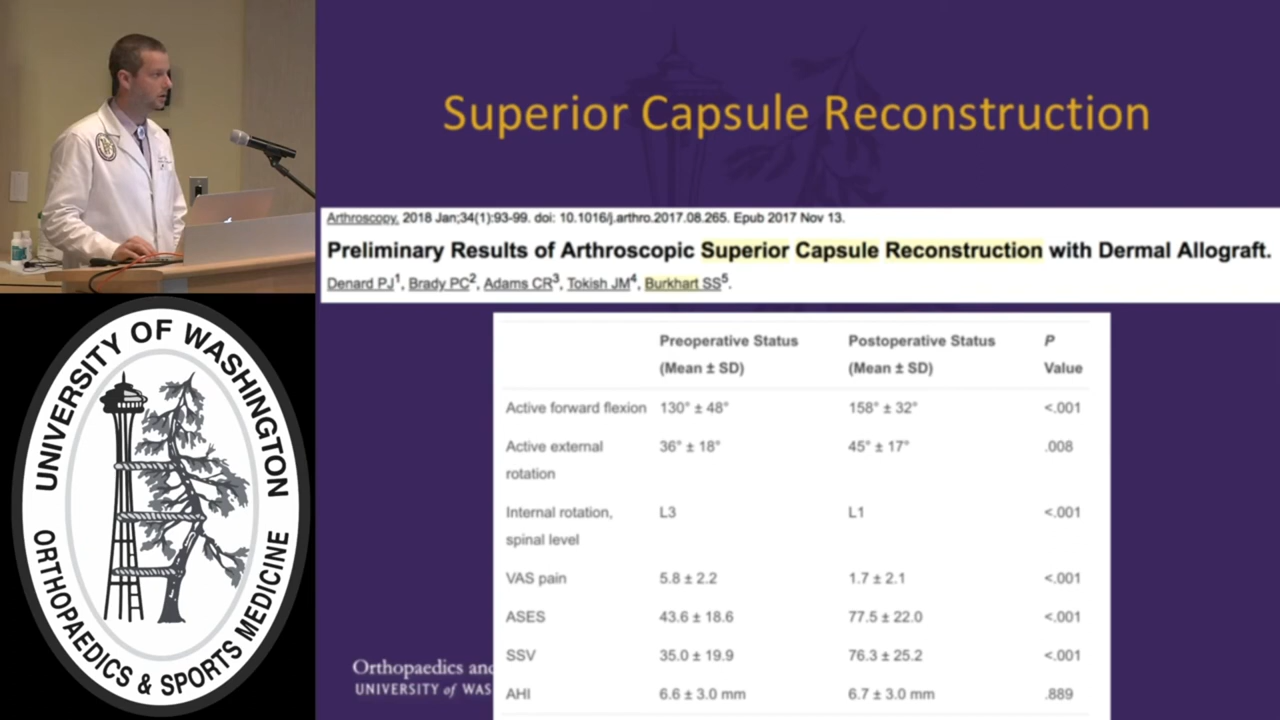 Superior Capsule Reconstruction
Arthroscopy. 2018 Jan;34(1):93-99. doi: 10.1016/j.arthro.2017.08.265. Epub 2017 Nov 13.
Preliminary Results of Arthroscopic Superior Capsule Reconstruction with Dermal Allograft.
Denard PJ1, Brady PC2, Adams CR3, Tokish JM4, Burkhart SS5.
Preoperative Status Postoperative Status P
(Mean ± SD) (Mean ± SD) Value
Active forward flexion 130° ± 48° 158° ± 32° <.001
Active external 36° ± 18° 45° ± 17° .008
rotation
Internal rotation, L3 L1 <.001
spinal level
VAS pain 5.8 ± 2.2 1.7 ± 2.1 <.001
ASES 43.6 ± 18.6 77.5 ± 22.0 <.001
SSV 35.0 ± 19.9 76.3 ± 25.2 <.001
AHI 6.6 ± 3.0 mm 6.7 ± 3.0 mm .889
Orthopaedics and
UNIVERSITY of WAS
UNIVERSITY OF WASHINGTON
ORTHOPAEDICS & SPORTS MEDICINE